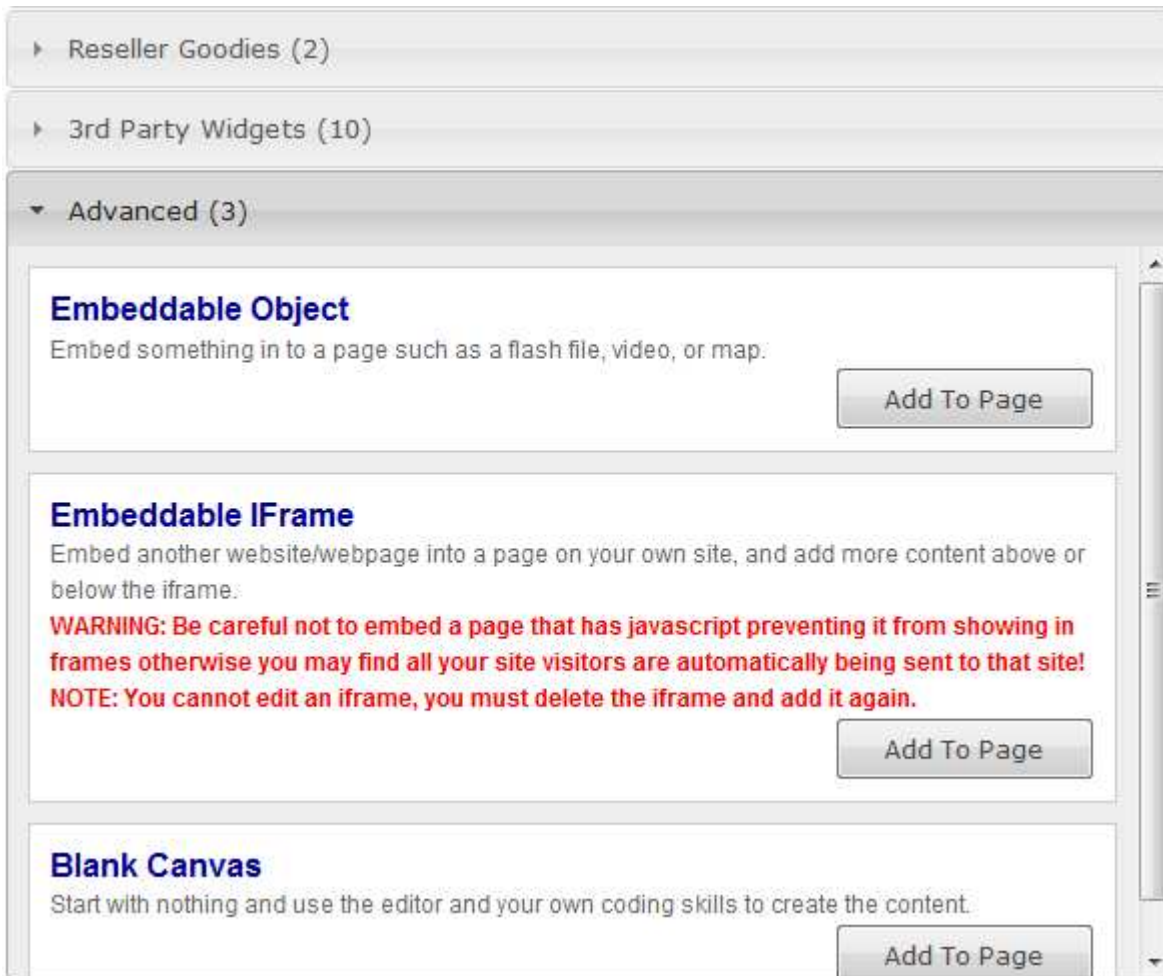 Reseller Goodies (2)
3rd Party Widgets (10)
Advanced (3)
Embeddable Object
Embed something in to a page such as a flash file, video, or map.
Add To Page
Embeddable IFrame
Embed another website/webpage into a page on your own site, and add more content above or
below the iframe.
WARNING: Be careful not to embed a page that has javascript preventing it from showing in
frames otherwise you may find all your site visitors are automatically being sent to that site!
NOTE: You cannot edit an iframe, you must delete the iframe and add it again.
Add To Page
Blank Canvas
Start with nothing and use the editor and your own coding skills to create the content.
Add To Page